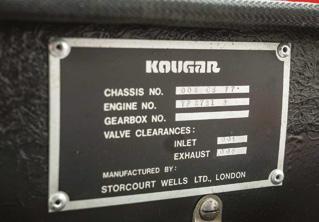 KOUGAR
CHASSIS NO.
ENGINE NO.
GEARBOX NO.
VALVE CLEARANCES:
INLET
EXHAUST
MANUFACTURED BY:
STORCOURT WELLS LTD., LONDON